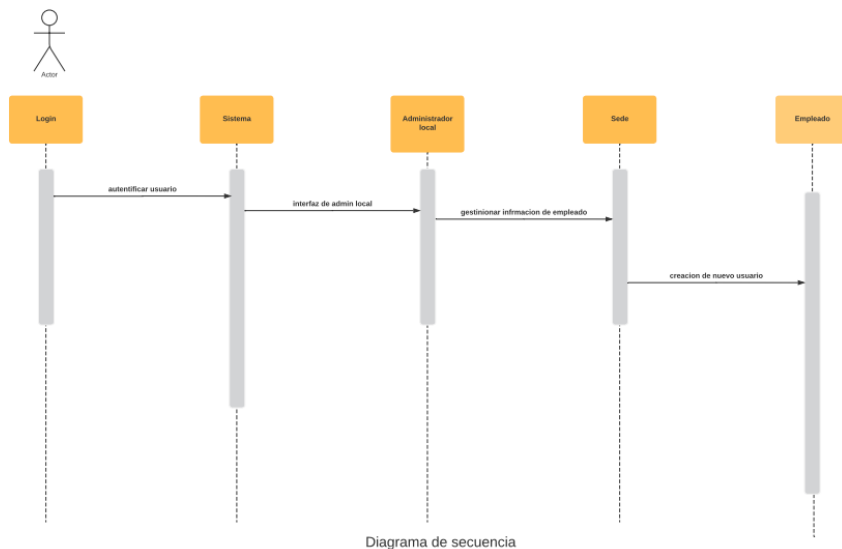 Actor
Login
Sistema
Administrador
local
Sede
Empleado
autentificar usuario
interfaz de admin local
gestinionar infrmacion de empleado
creacion de nuevo usuario
Diagrama de secuencia